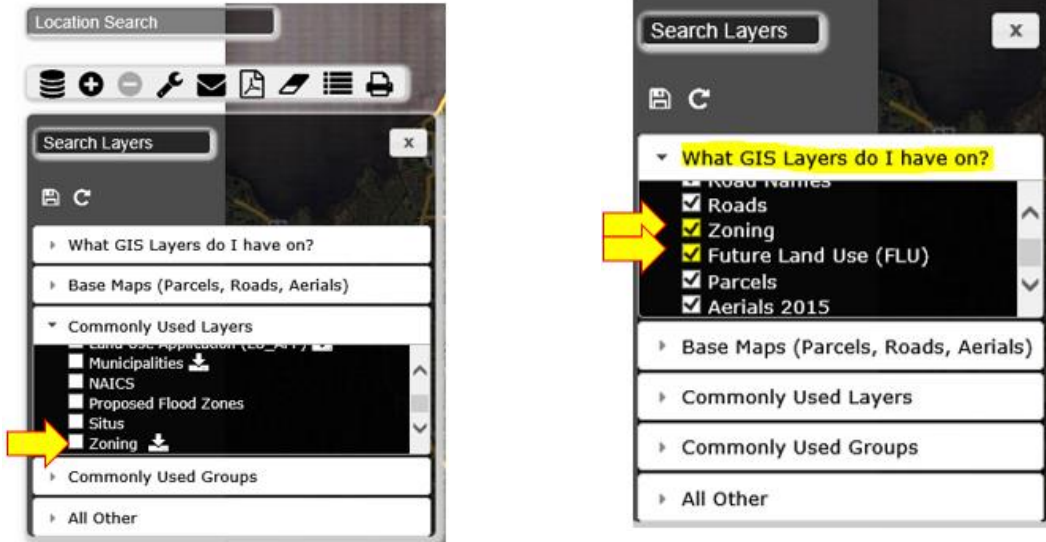 Location Search
Search Layers
x
What GIS Layers do I have on?
Base Maps (Parcels, Roads, Aerials)
Commonly Used Layers
Municipalities
NAICS
Proposed Flood Zones
Situs
Zoning
Commonly Used Groups
All Other
Search Layers
x
What GIS Layers do I have on?
Road Names
Roads
Zoning
Future Land Use (FLU)
Parcels
Aerials 2015
Base Maps (Parcels, Roads, Aerials)
Commonly Used Layers
Commonly Used Groups
All Other